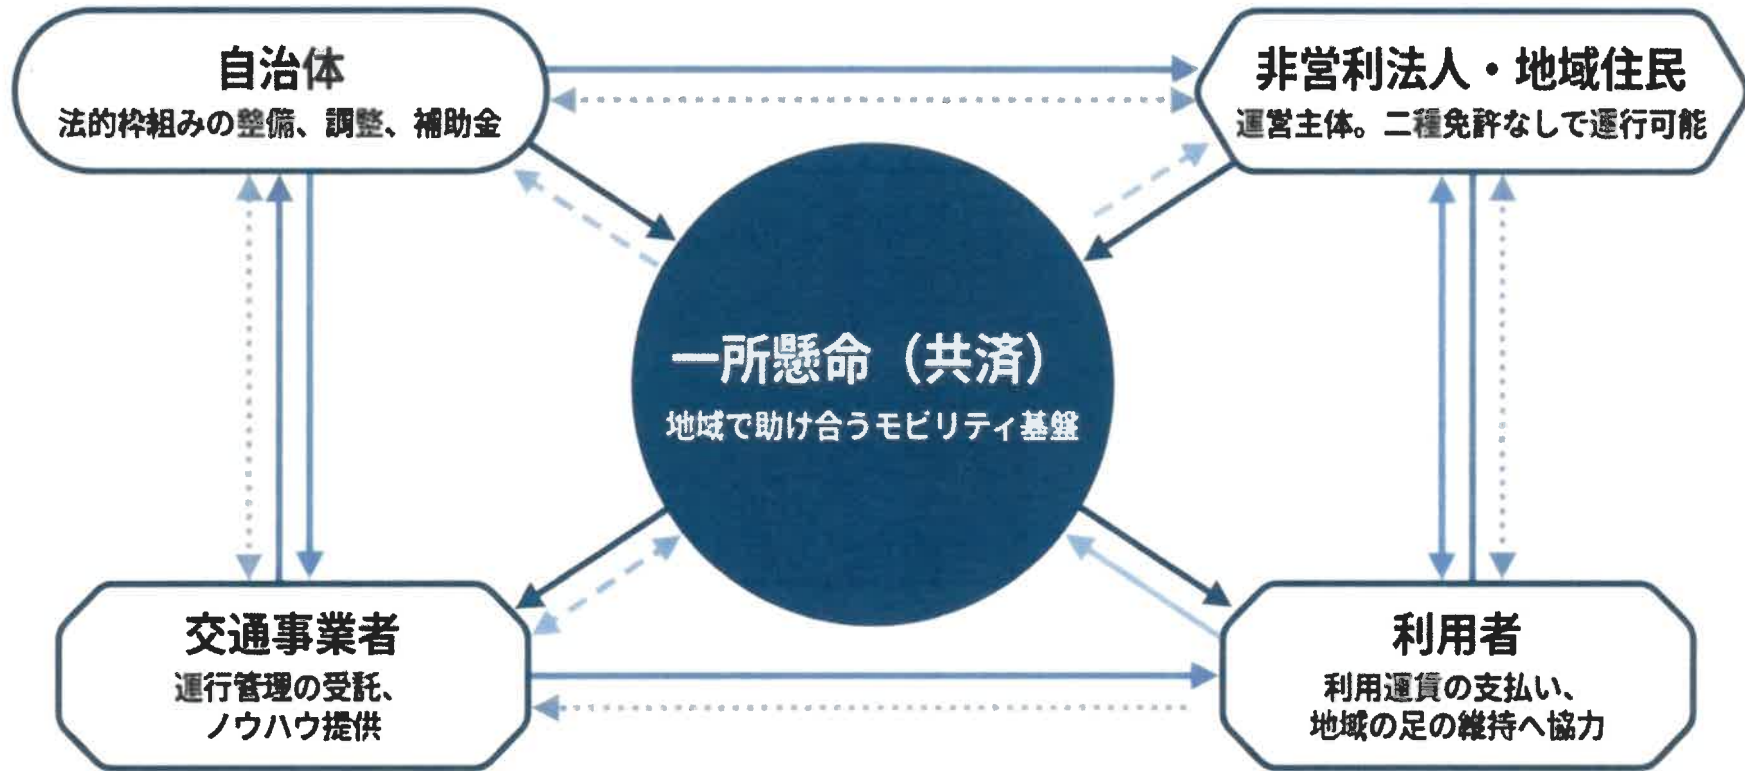 自治体
法的枠組みの整備、調整、補助金
非営利法人・地域住民
運営主体。二種免許なしで運行可能
一所懸命（共済）
地域で助け合うモビリティ基盤
交通事業者
運行管理の受託、
ノウハウ提供
利用者
利用運賃の支払い、
地域の足の維持へ協力